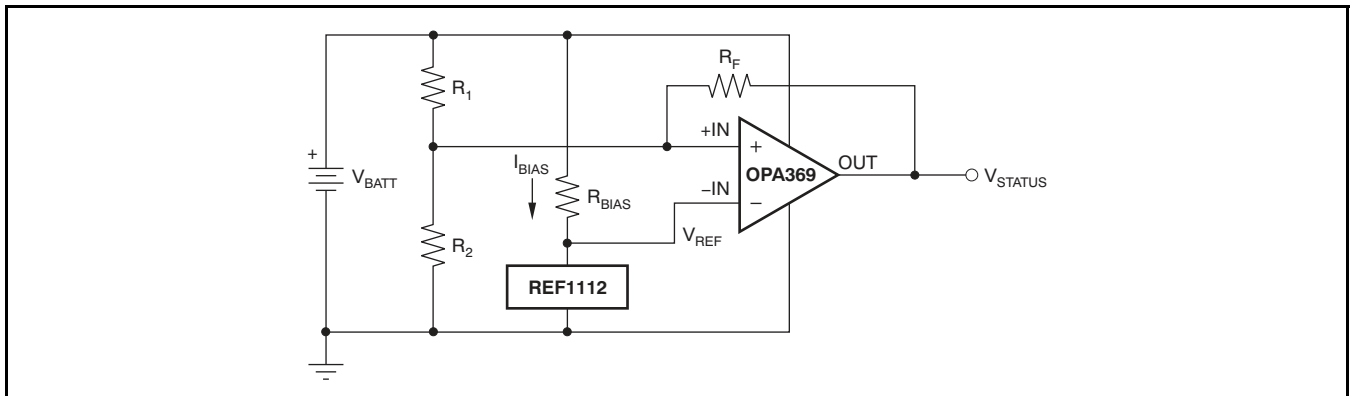 R_F
R_1
+IN
+
+
I_BIAS
OPA369
OUT
V_BATT
V_STATUS
R_BIAS
−IN
−
R_2
V_REF
REF1112